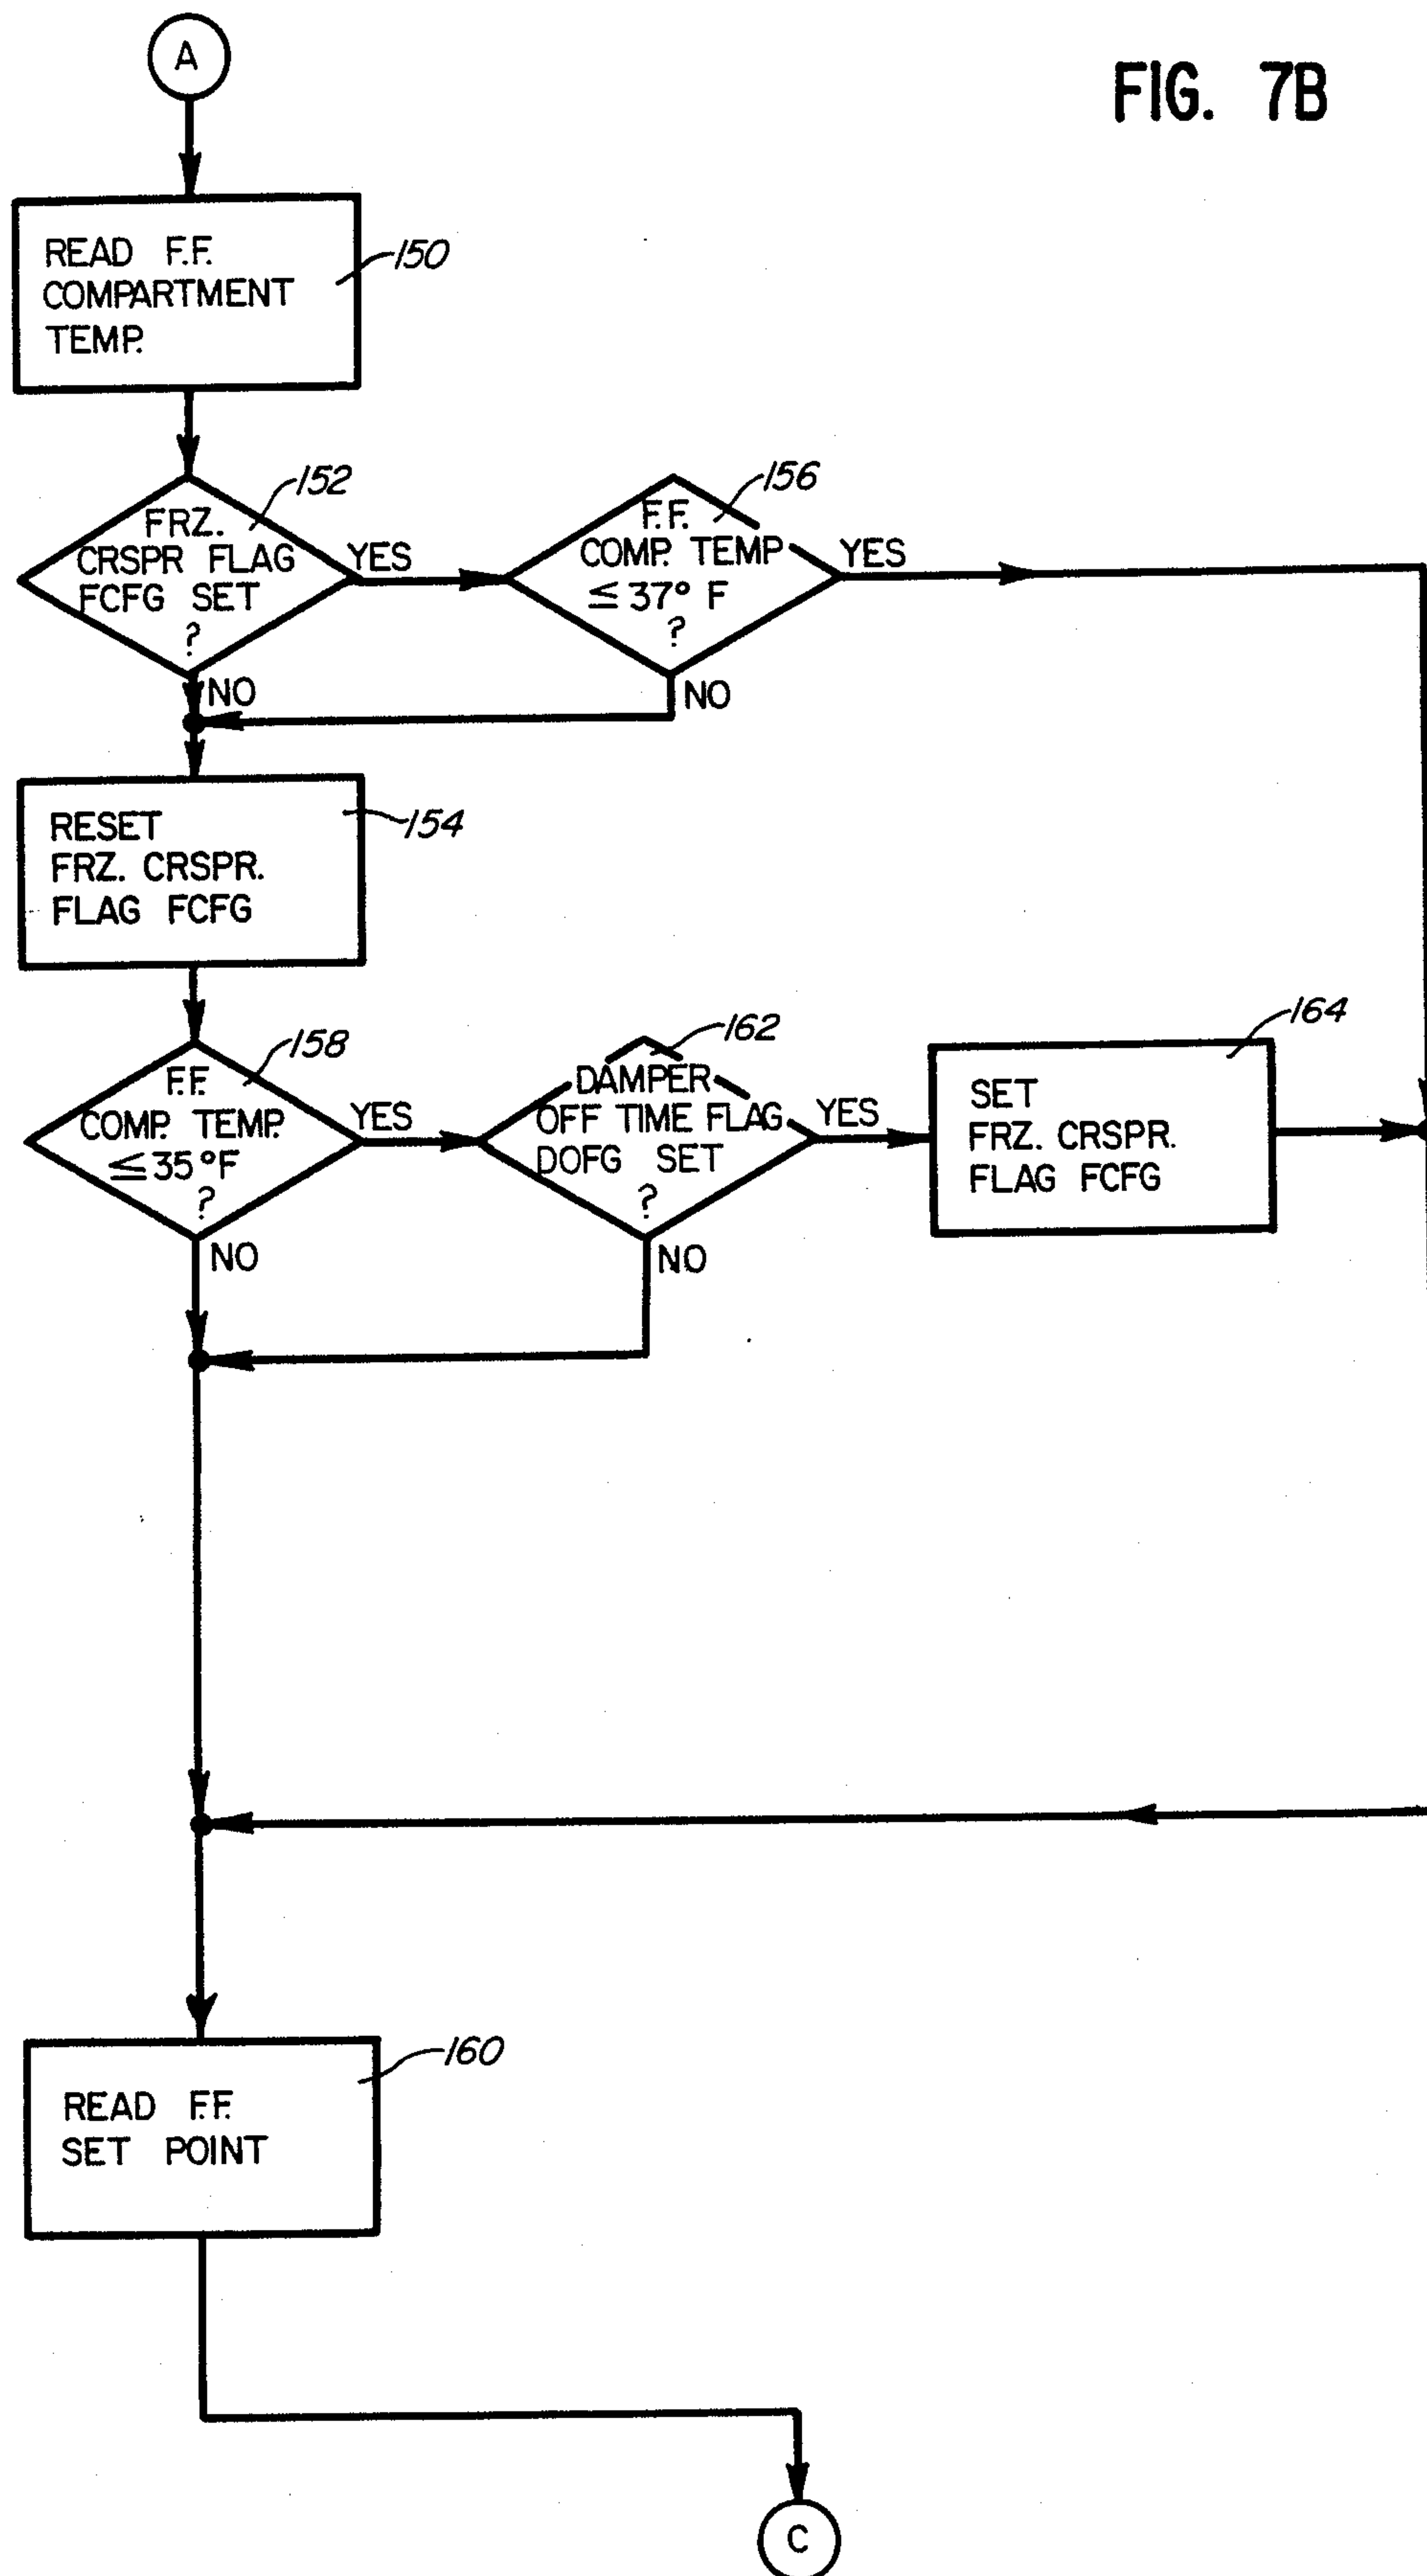 A
FIG. 7B
READ F.F.
COMPARTMENT
TEMP.
150
FRZ.
CRSPR FLAG
FCFG SET
?
152
YES
NO
F.F.
COMP. TEMP
≤ 37° F
?
156
YES
NO
RESET
FRZ. CRSPR.
FLAG FCFG
154
F.F.
COMP. TEMP.
≤ 35°F
?
158
YES
NO
DAMPER
OFF TIME FLAG
DOFG SET
?
162
YES
NO
SET
FRZ. CRSPR.
FLAG FCFG
164
READ F.F.
SET POINT
160
C